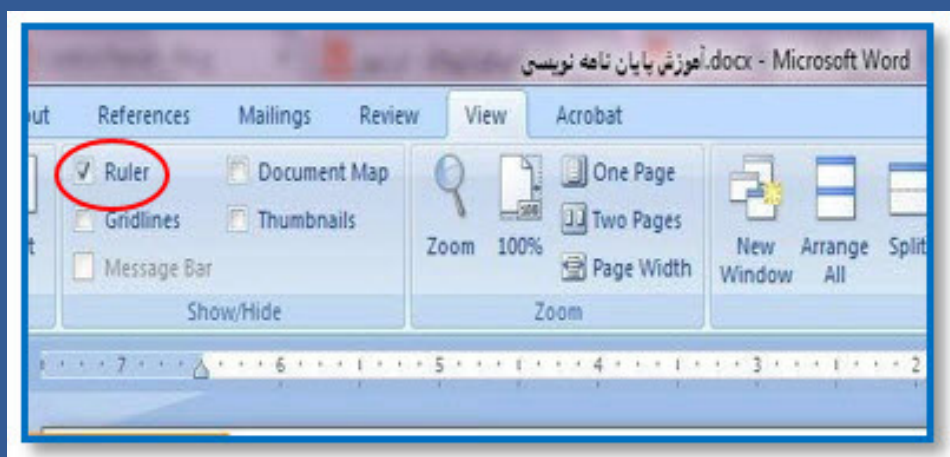 آموزش پایان نامه نویسی.docx - Microsoft Word
out References Mailings Review View Acrobat
Ruler Document Map One Page
Gridlines Thumbnails Two Pages
Message Bar Page Width
Zoom 100% New Window Arrange All Split
Show/Hide Zoom
7 6 5 4 3 2